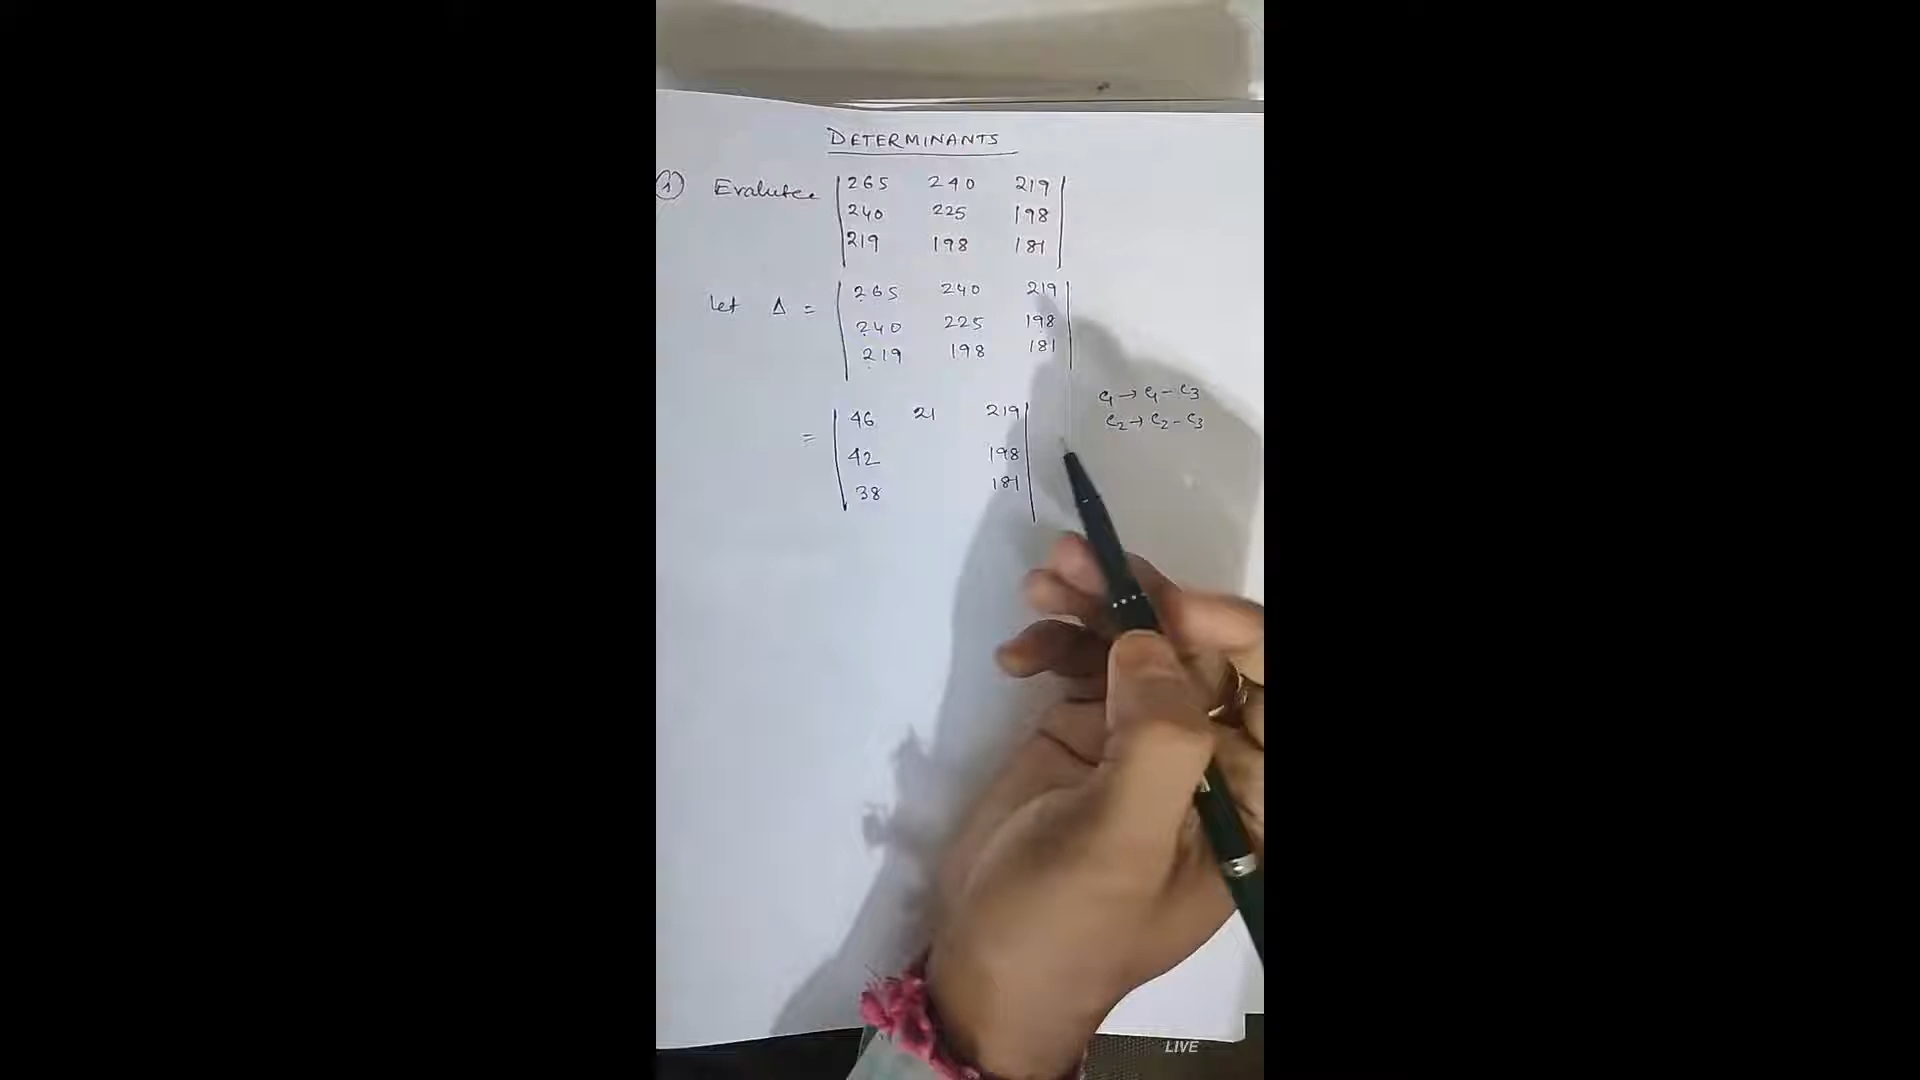 DETERMINANTS
1) Evalutee | 265 240 219 |
| 240 225 198 |
| 219 198 181 |
let Δ = | 265 240 219 |
| 240 225 198 |
| 219 198 181 |
= | 46 21 219 |
| 42 198 |
| 38 181 |
C1 → C1 - C3
C2 → C2 - C3
LIVE